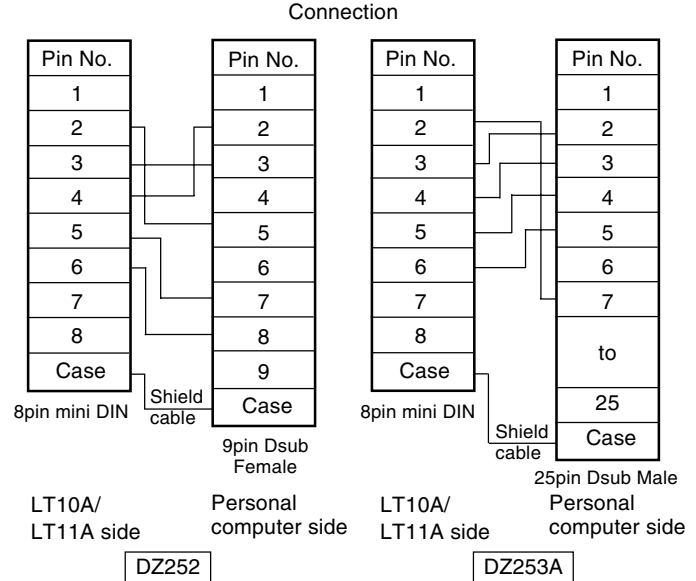 Connection
Pin No.
1
2
3
4
5
6
7
8
Case
8pin mini DIN
Shield
cable
Pin No.
1
2
3
4
5
6
7
8
9
Case
9pin Dsub
Female
LT10A/
LT11A side
Personal
computer side
DZ252
Pin No.
1
2
3
4
5
6
7
8
Case
8pin mini DIN
Shield
cable
Pin No.
1
2
3
4
5
6
7
to
25
Case
25pin Dsub Male
LT10A/
LT11A side
Personal
computer side
DZ253A